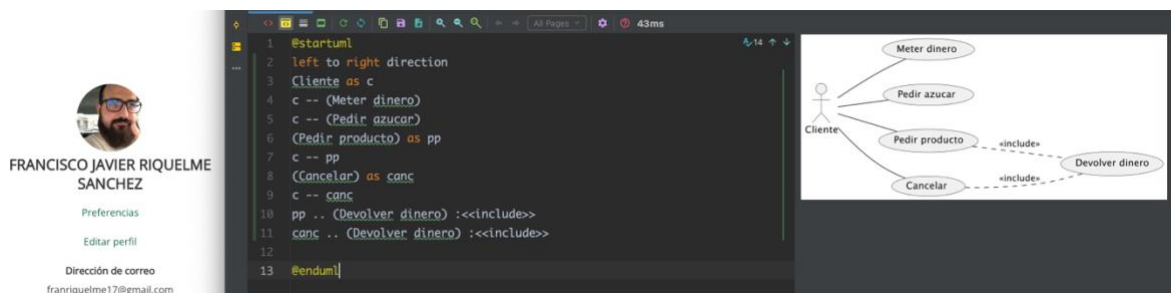 FRANCISCO JAVIER RIQUELME
SANCHEZ
Preferencias
Editar perfil
Dirección de correo
franriquelme17@gmail.com
All Pages
43ms
14
1 @startuml
2 left to right direction
3 Cliente as c
4 c -- (Meter dinero)
5 c -- (Pedir azucar)
6 (Pedir producto) as pp
7 c -- pp
8 (Cancelar) as canc
9 c -- canc
10 pp .. (Devolver dinero) :<<include>>
11 canc .. (Devolver dinero) :<<include>>
12
13 @enduml
Meter dinero
Pedir azucar
Cliente
Pedir producto
«include»
Devolver dinero
«include»
Cancelar